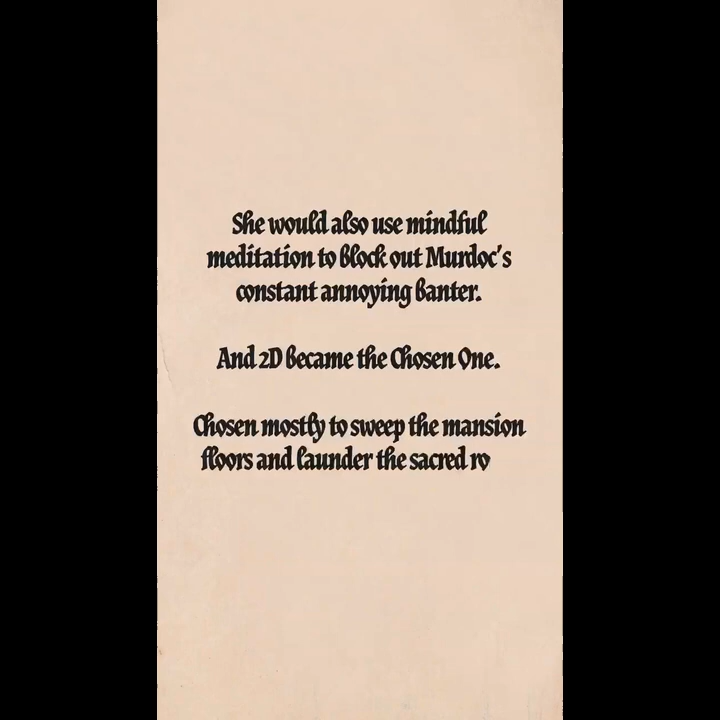 She would also use mindful
meditation to block out Murdoc's
constant annoying banter.
And 2D became the Chosen One.
Chosen mostly to sweep the mansion
floors and launder the sacred ro